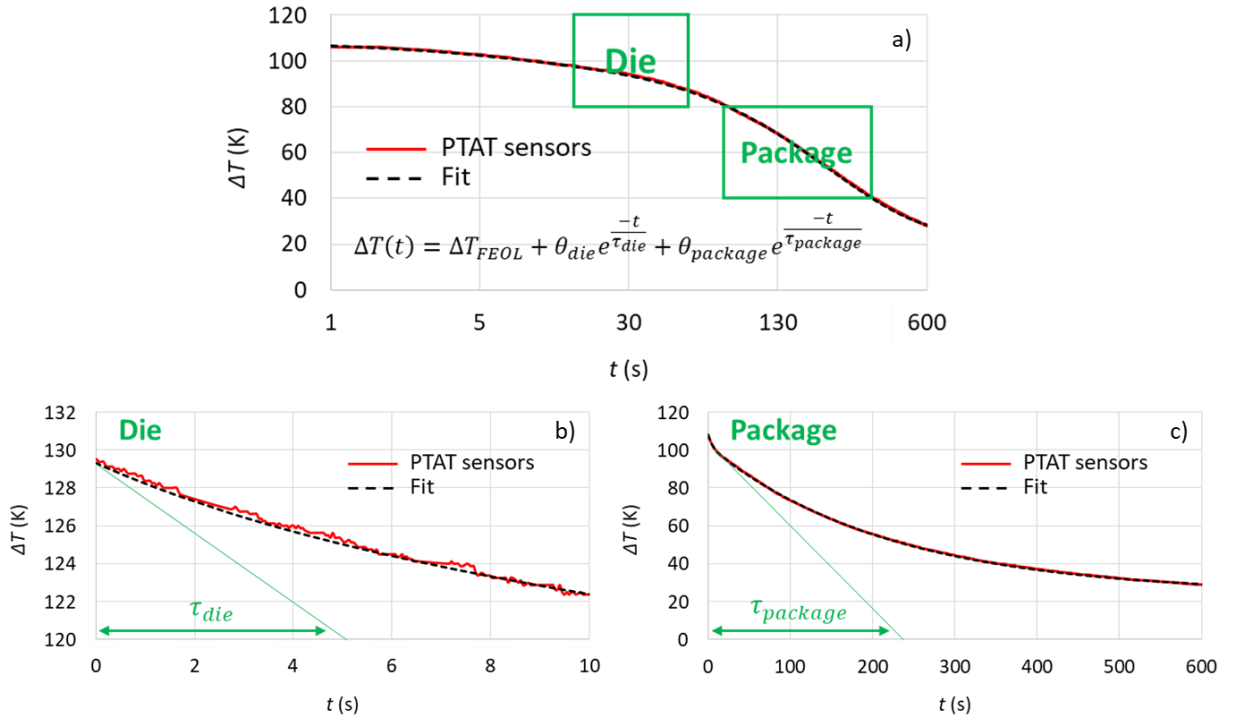 120
a)
100
Die
80
Package
60
40
20
0
ΔT (K)
PTAT sensors
Fit
ΔT(t) = ΔT_FEOL + θ_die e^(-t/τ_die) + θ_package e^(-t/τ_package)
1 5 30 130 600
t (s)
132
130
128
126
124
122
120
ΔT (K)
Die
b)
PTAT sensors
Fit
τ_die
0 2 4 6 8 10
t (s)
120
100
80
60
40
20
0
ΔT (K)
Package
c)
PTAT sensors
Fit
τ_package
0 100 200 300 400 500 600
t (s)